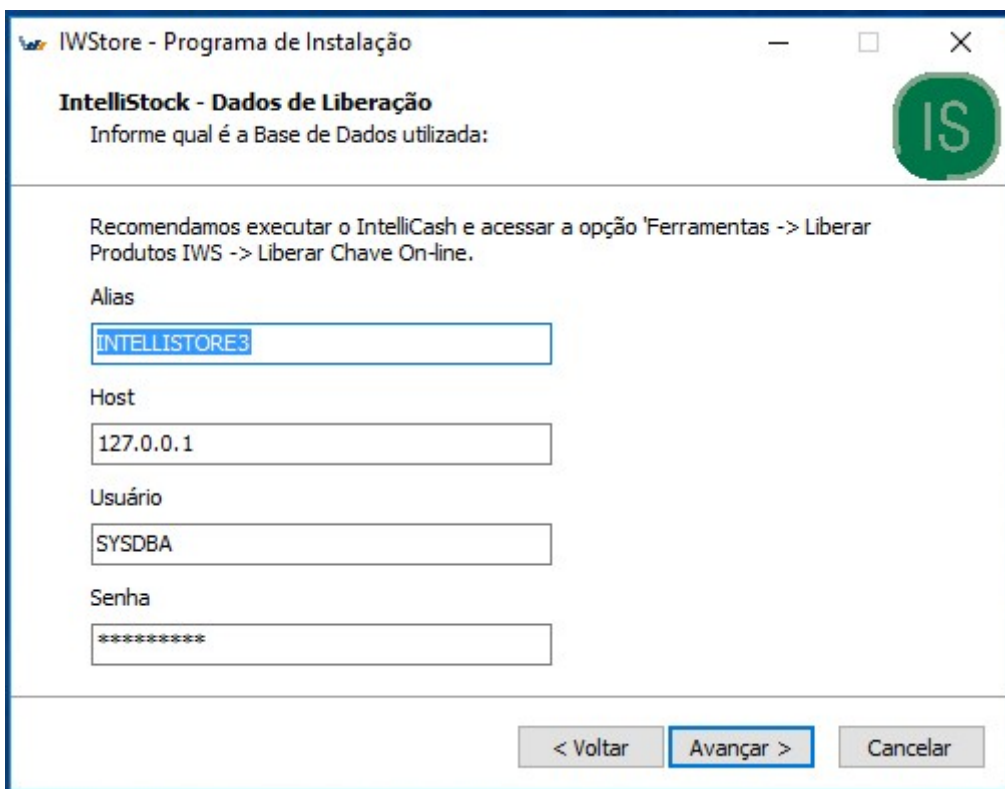 IWStore - Programa de Instalação
IntelliStock - Dados de Liberação
Informe qual é a Base de Dados utilizada:
IS
Recomendamos executar o IntelliCash e acessar a opção 'Ferramentas -> Liberar
Produtos IWS -> Liberar Chave On-line.
Alias
INTELLISTORE3
Host
127.0.0.1
Usuário
SYSDBA
Senha
*********
< Voltar
Avançar >
Cancelar